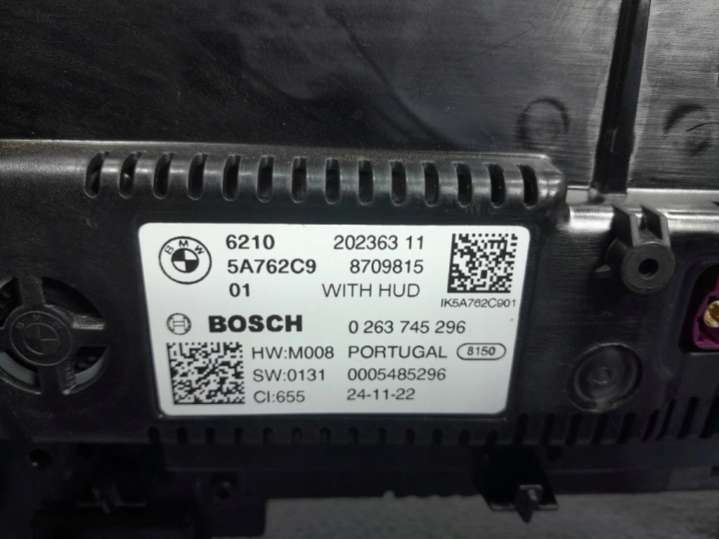 BMW
6210 202363 11
5A762C9 8709815
01 WITH HUD
IK5A762C901
BOSCH 0 263 745 296
HW:M008 PORTUGAL 8150
SW:0131 0005485296
CI:655 24-11-22